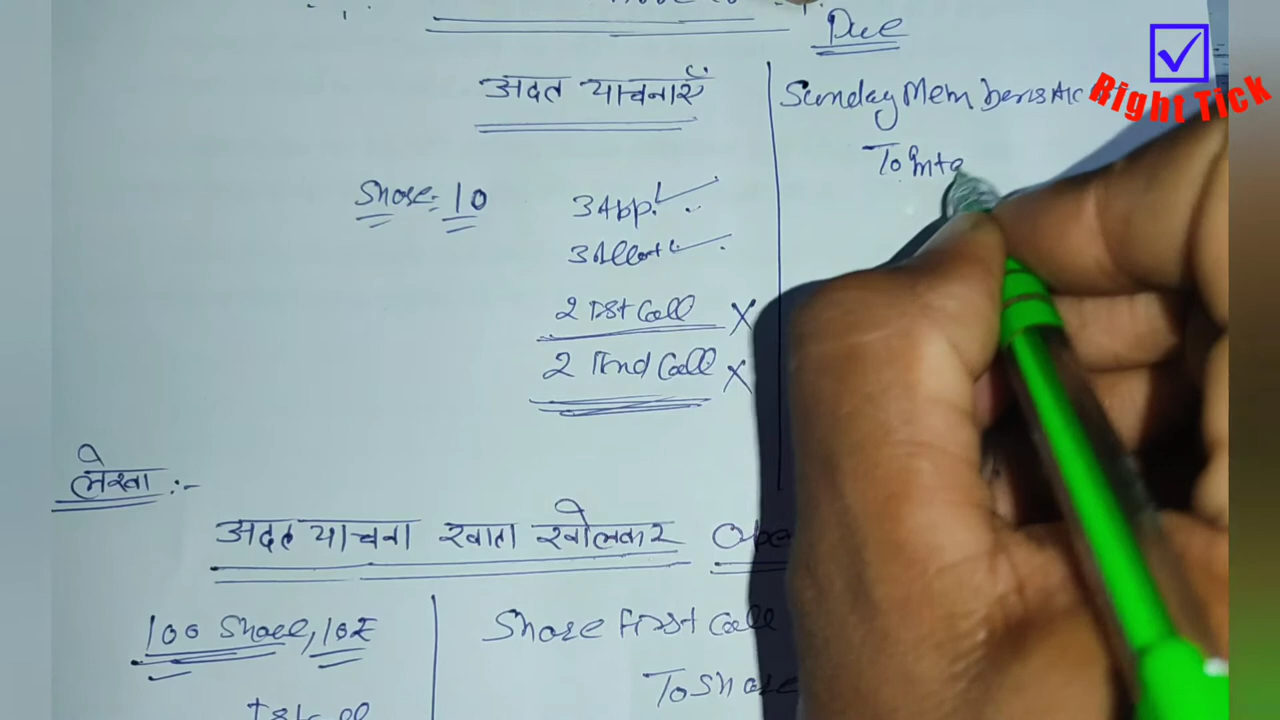 Due
अदत याचनाएँ
Sunday Members A/c
To Inte
Share:- 10
3 App.
3 Allot
2 Ist Call
2 IInd Call
लेखा :-
अदत याचना खाता खोलकर Ope
100 Share, 10₹
Share First Call
To Share
Right Tick